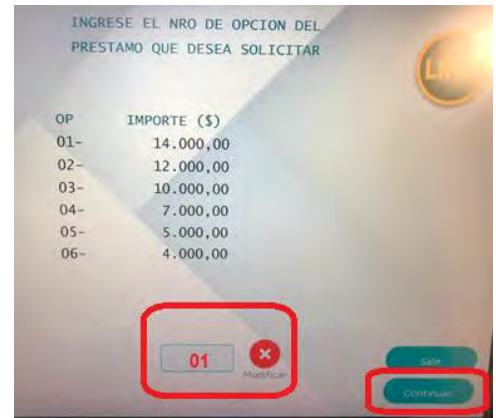 INGRESE EL NRO DE OPCION DEL
PRESTAMO QUE DESEA SOLICITAR
OP IMPORTE ($)
01- 14.000,00
02- 12.000,00
03- 10.000,00
04- 7.000,00
05- 5.000,00
06- 4.000,00
01
Modificar
Salir
Continuar